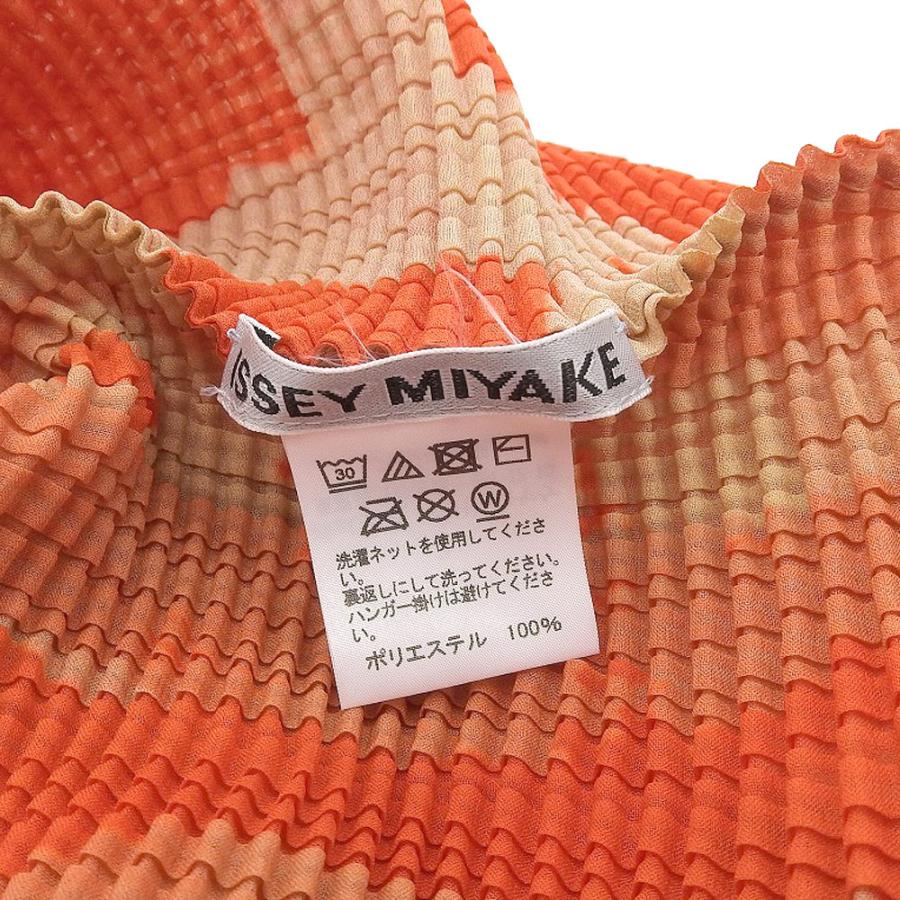 ISSEY MIYAKE
30
W
洗濯ネットを使用してくださ
い。
裏返しにして洗ってください。
ハンガー掛けは避けてくださ
い。
ポリエステル 100%